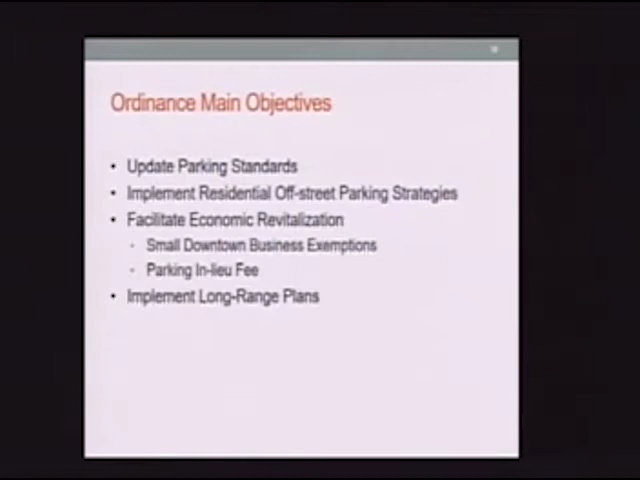 Ordinance Main Objectives
• Update Parking Standards
• Implement Residential Off-street Parking Strategies
• Facilitate Economic Revitalization
- Small Downtown Business Exemptions
- Parking In-lieu Fee
• Implement Long-Range Plans